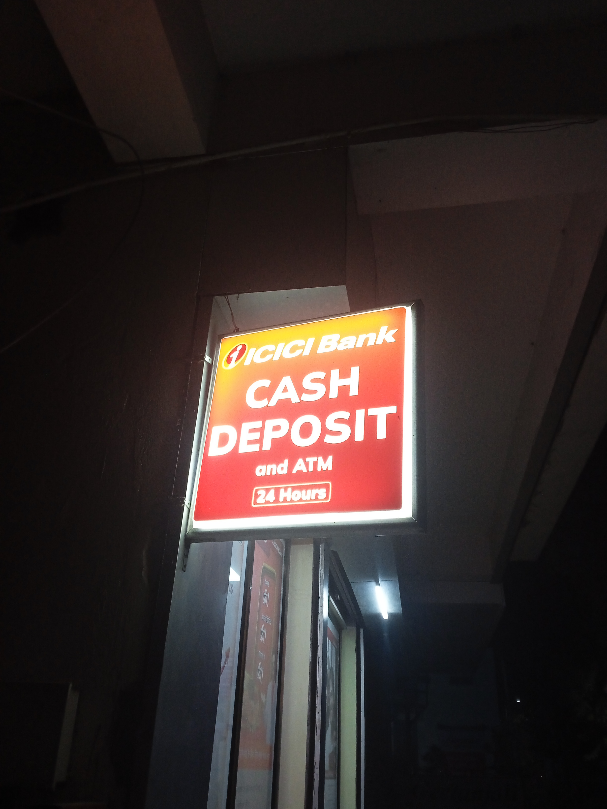 ICICI Bank
CASH
DEPOSIT
and ATM
24 Hours